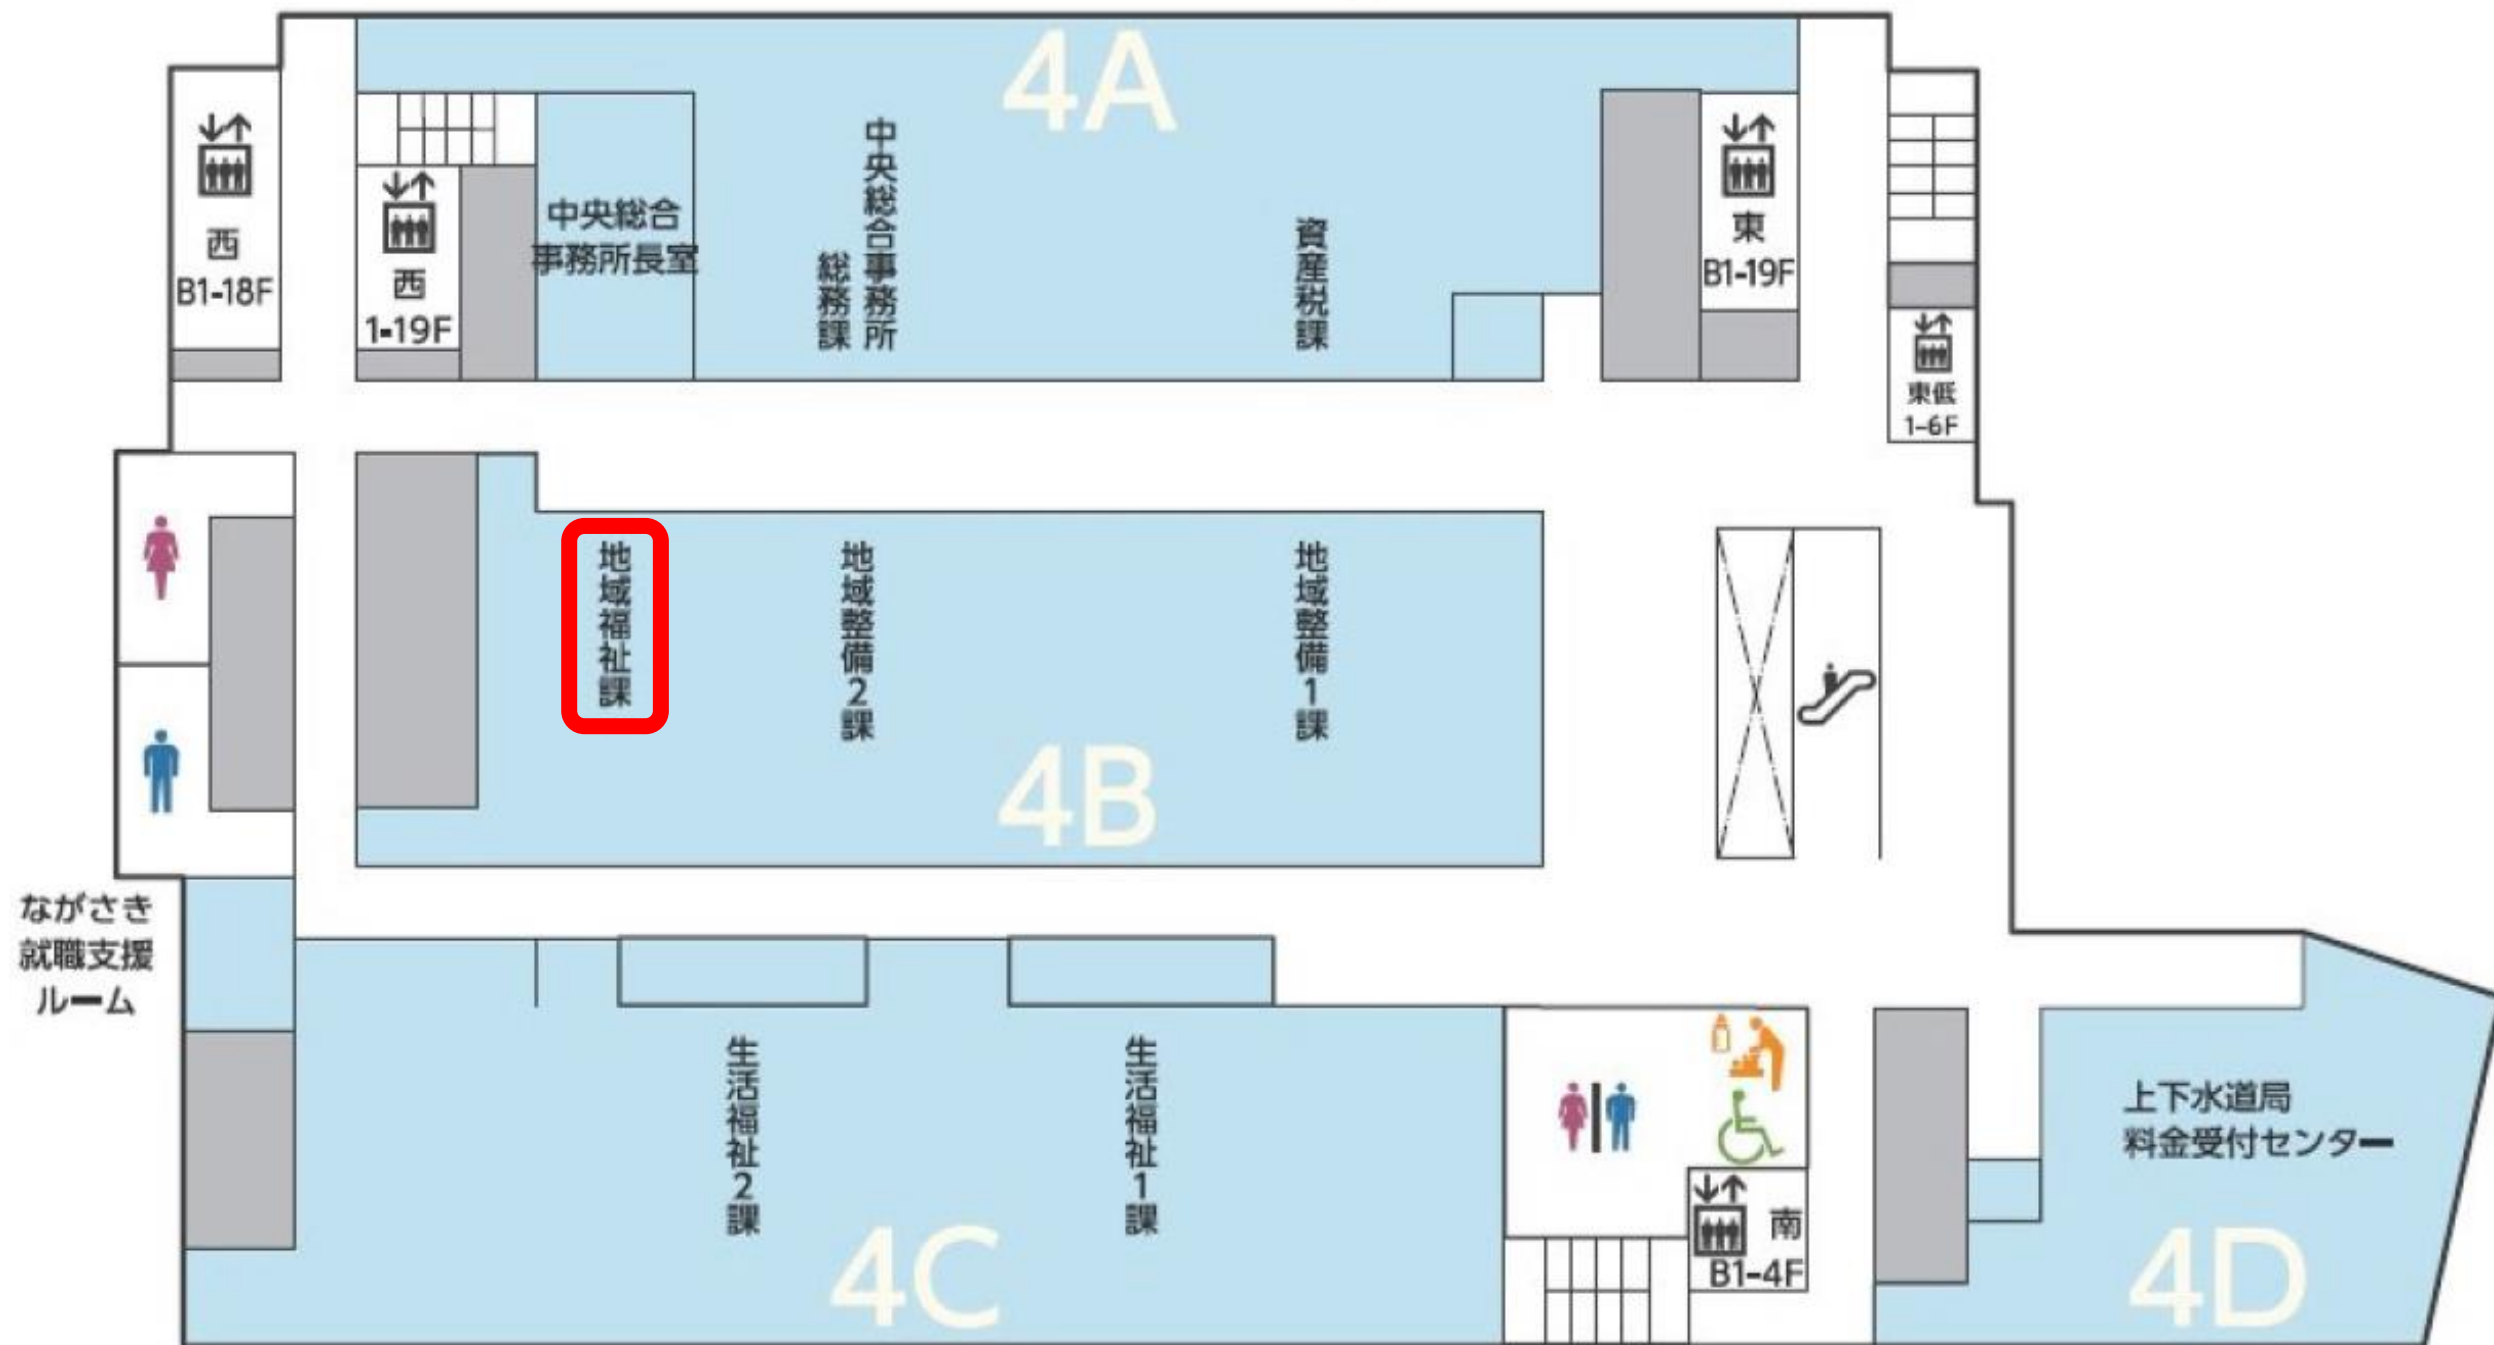 4A
西
B1-18F
西
1-19F
中央総合
事務所長室
中央総合事務所
総務課
資産税課
東
B1-19F
東低
1-6F
地域福祉課
地域整備2課
地域整備1課
4B
ながさき
就職支援
ルーム
生活福祉2課
生活福祉1課
4C
南
B1-4F
上下水道局
料金受付センター
4D